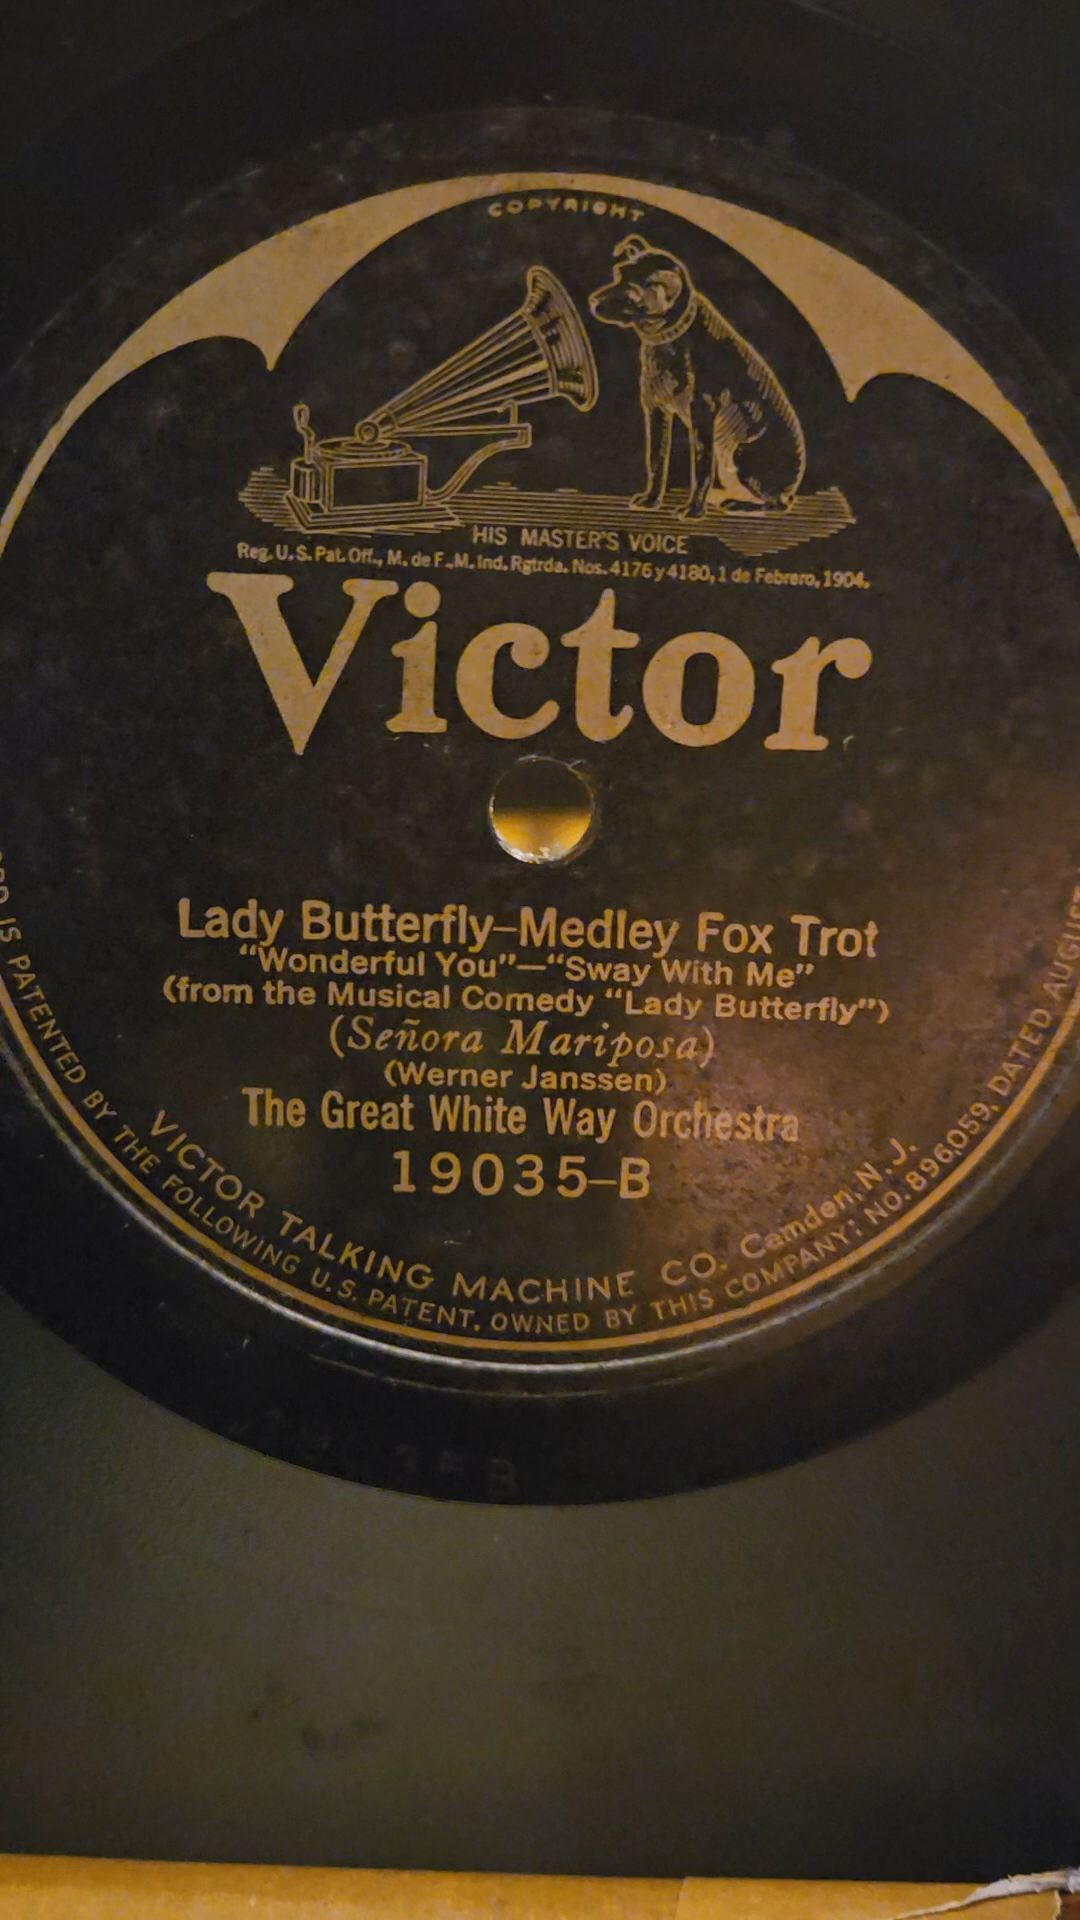 COPYRIGHT
HIS MASTER'S VOICE
Reg. U.S. Pat. Off., M. de F., M. Ind. Rgtrda. Nos. 4176 y 4180, 1 de Febrero, 1904.
Victor
Lady Butterfly–Medley Fox Trot
“Wonderful You”—“Sway With Me”
(from the Musical Comedy “Lady Butterfly”)
(Señora Mariposa)
(Werner Janssen)
The Great White Way Orchestra
19035–B
VICTOR TALKING MACHINE CO. Camden, N. J.
IS PATENTED BY THE FOLLOWING U.S. PATENT, OWNED BY THIS COMPANY; NO. 896,059, DATED AUGUST